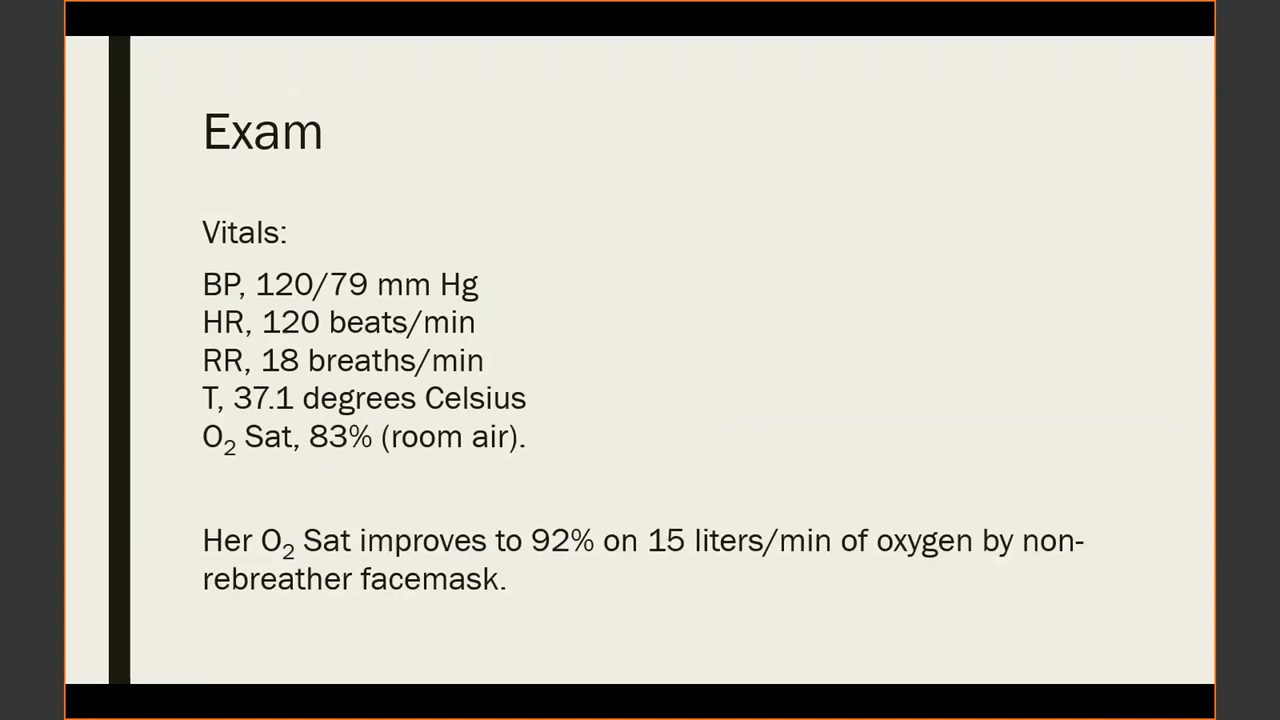 Exam
Vitals:
BP, 120/79 mm Hg
HR, 120 beats/min
RR, 18 breaths/min
T, 37.1 degrees Celsius
O₂ Sat, 83% (room air).
Her O₂ Sat improves to 92% on 15 liters/min of oxygen by non-
rebreather facemask.